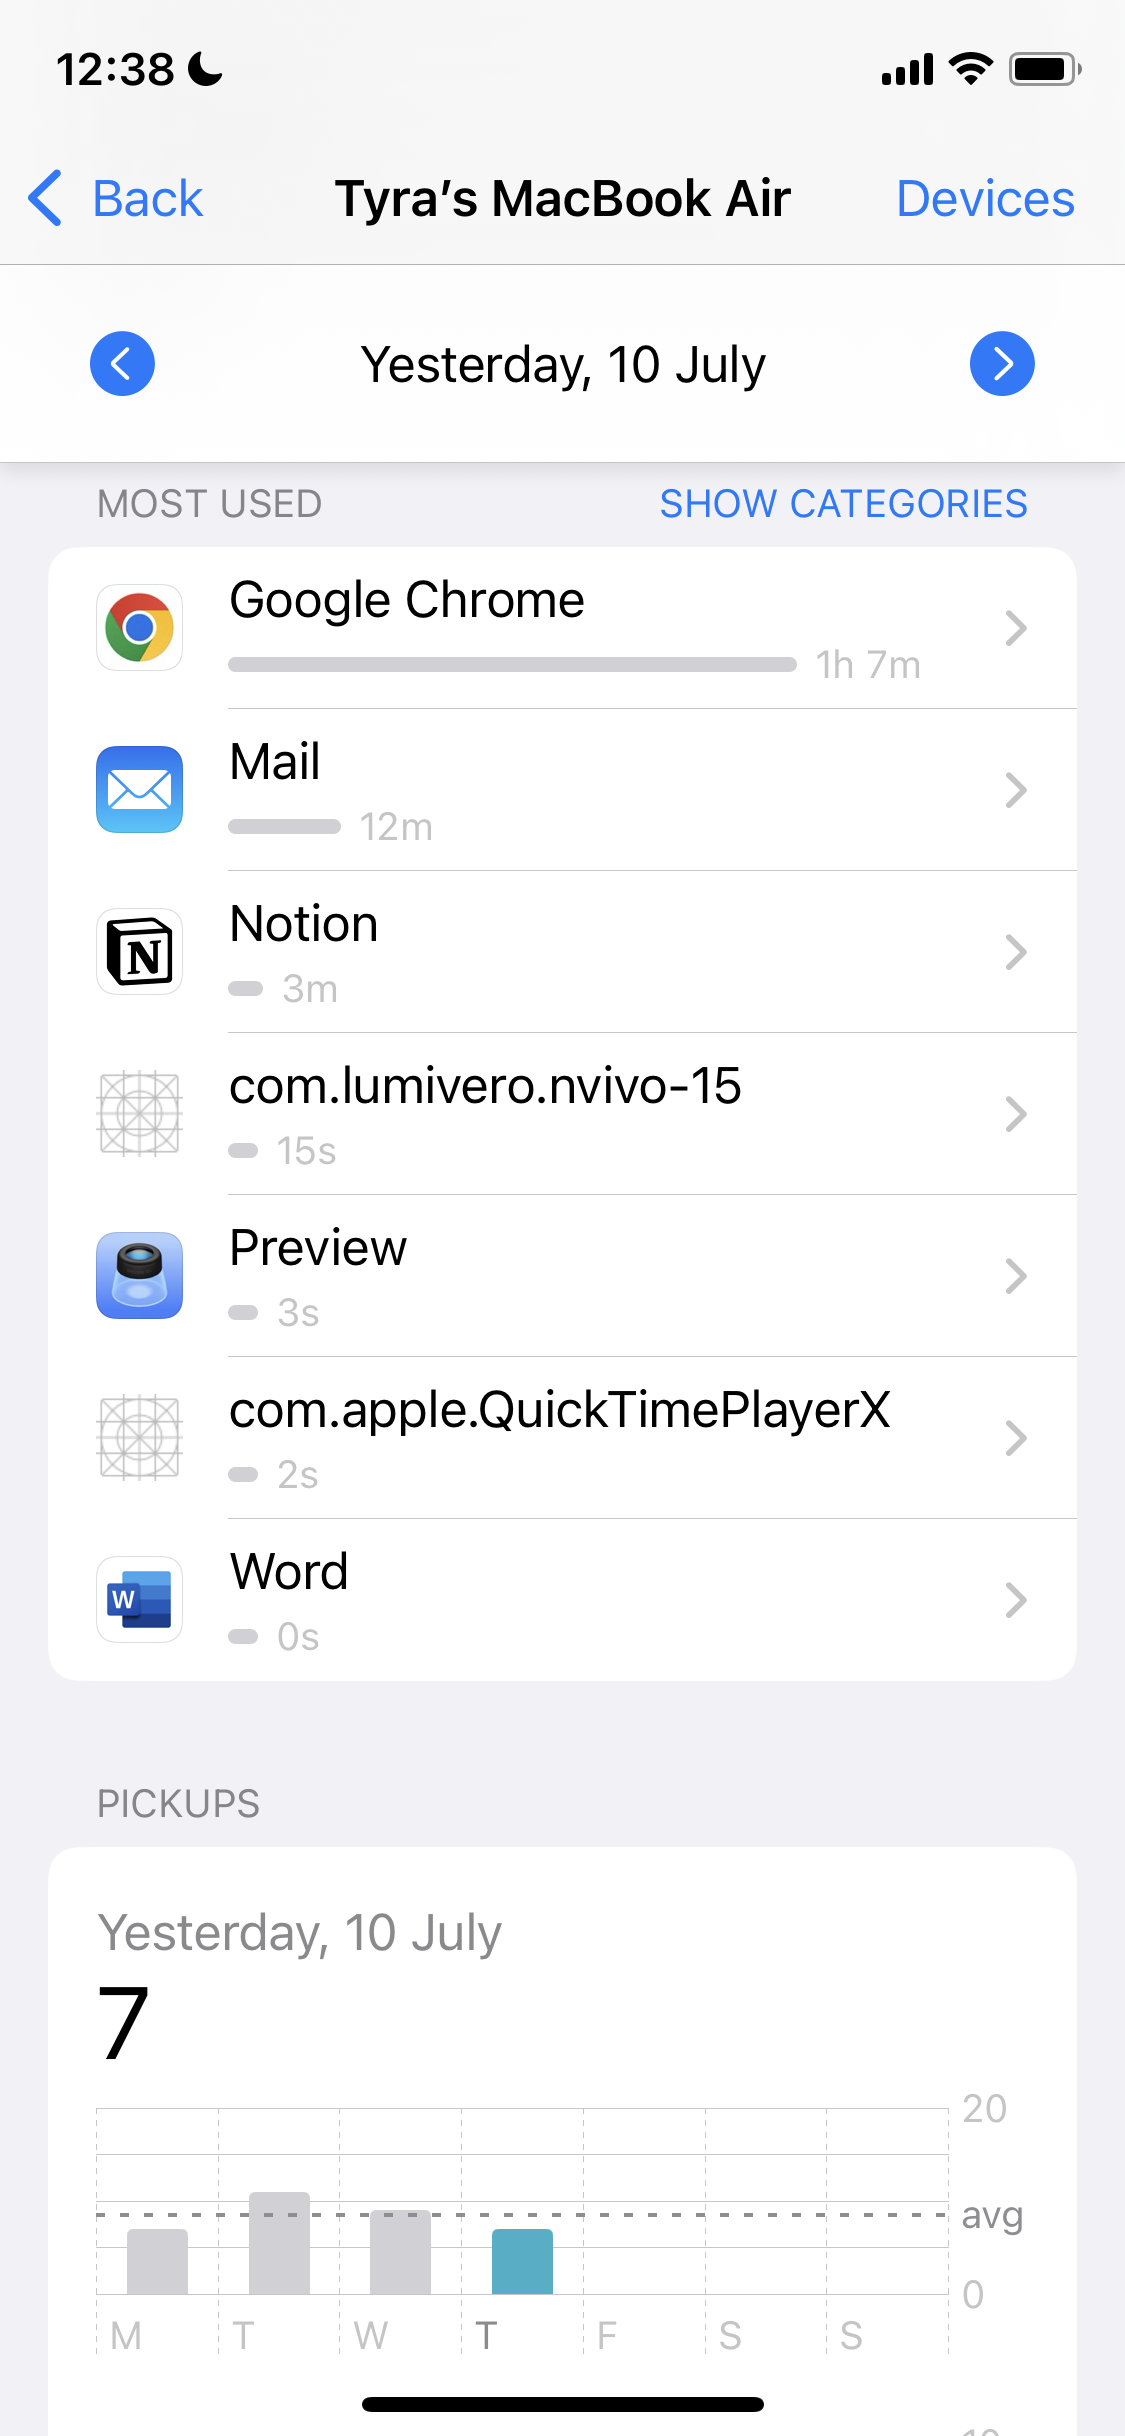 12:38
Back Tyra's MacBook Air Devices
Yesterday, 10 July
MOST USED SHOW CATEGORIES
Google Chrome
1h 7m
Mail
12m
N
Notion
3m
com.lumivero.nvivo-15
15s
Preview
3s
com.apple.QuickTimePlayerX
2s
W
Word
0s
PICKUPS
Yesterday, 10 July
7
20
avg
0
M T W T F S S